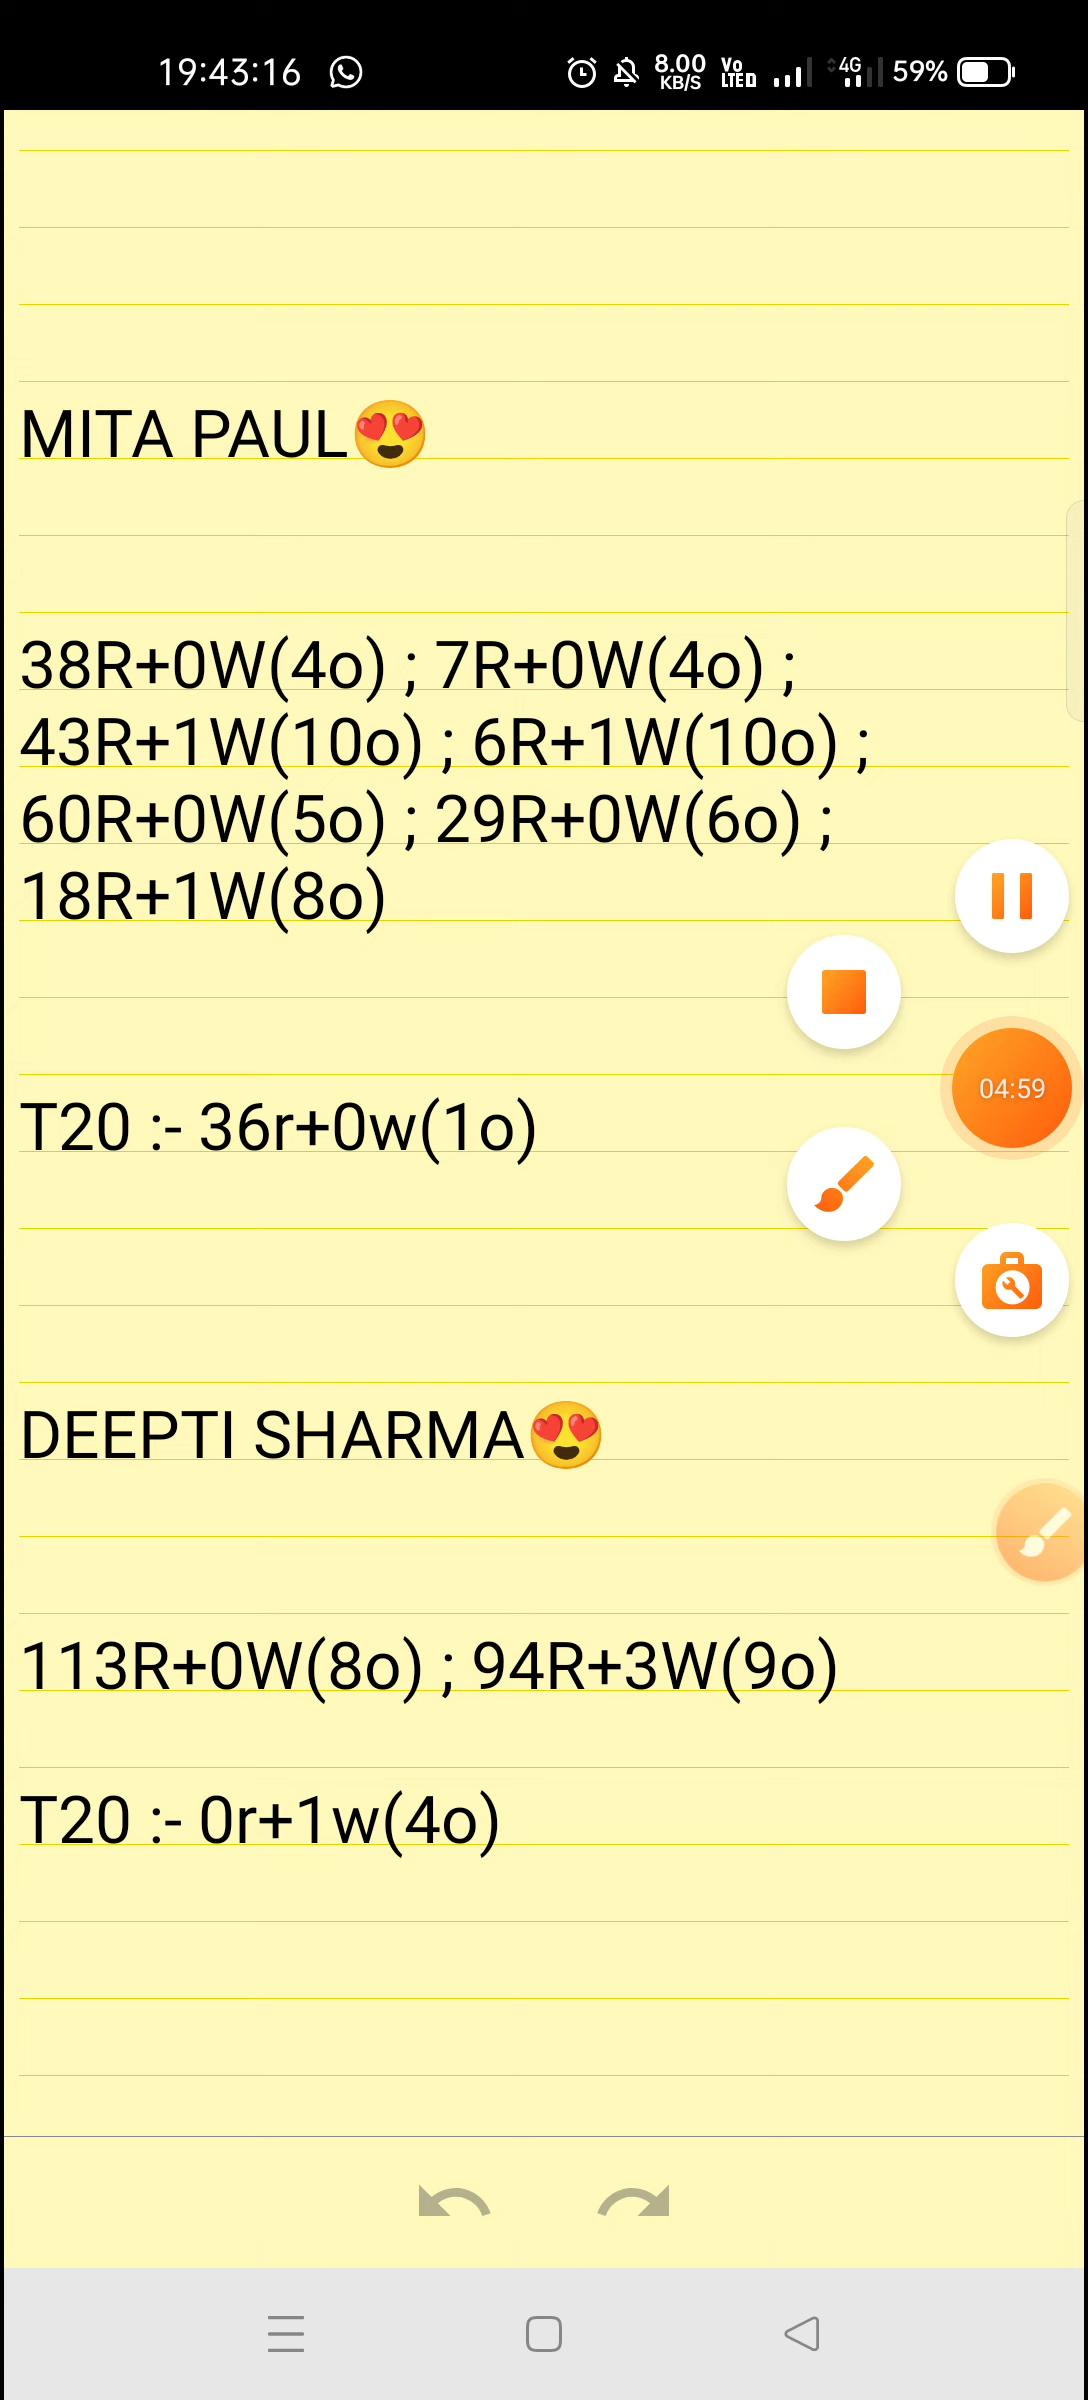 19:43:16 8.00 KB/S Vo LTE D 4G 59%
MITA PAUL😍
38R+0W(4o) ; 7R+0W(4o) ;
43R+1W(10o) ; 6R+1W(10o) ;
60R+0W(5o) ; 29R+0W(6o) ;
18R+1W(8o)
04:59
T20 :- 36r+0w(1o)
DEEPTI SHARMA😍
113R+0W(8o) ; 94R+3W(9o)
T20 :- 0r+1w(4o)